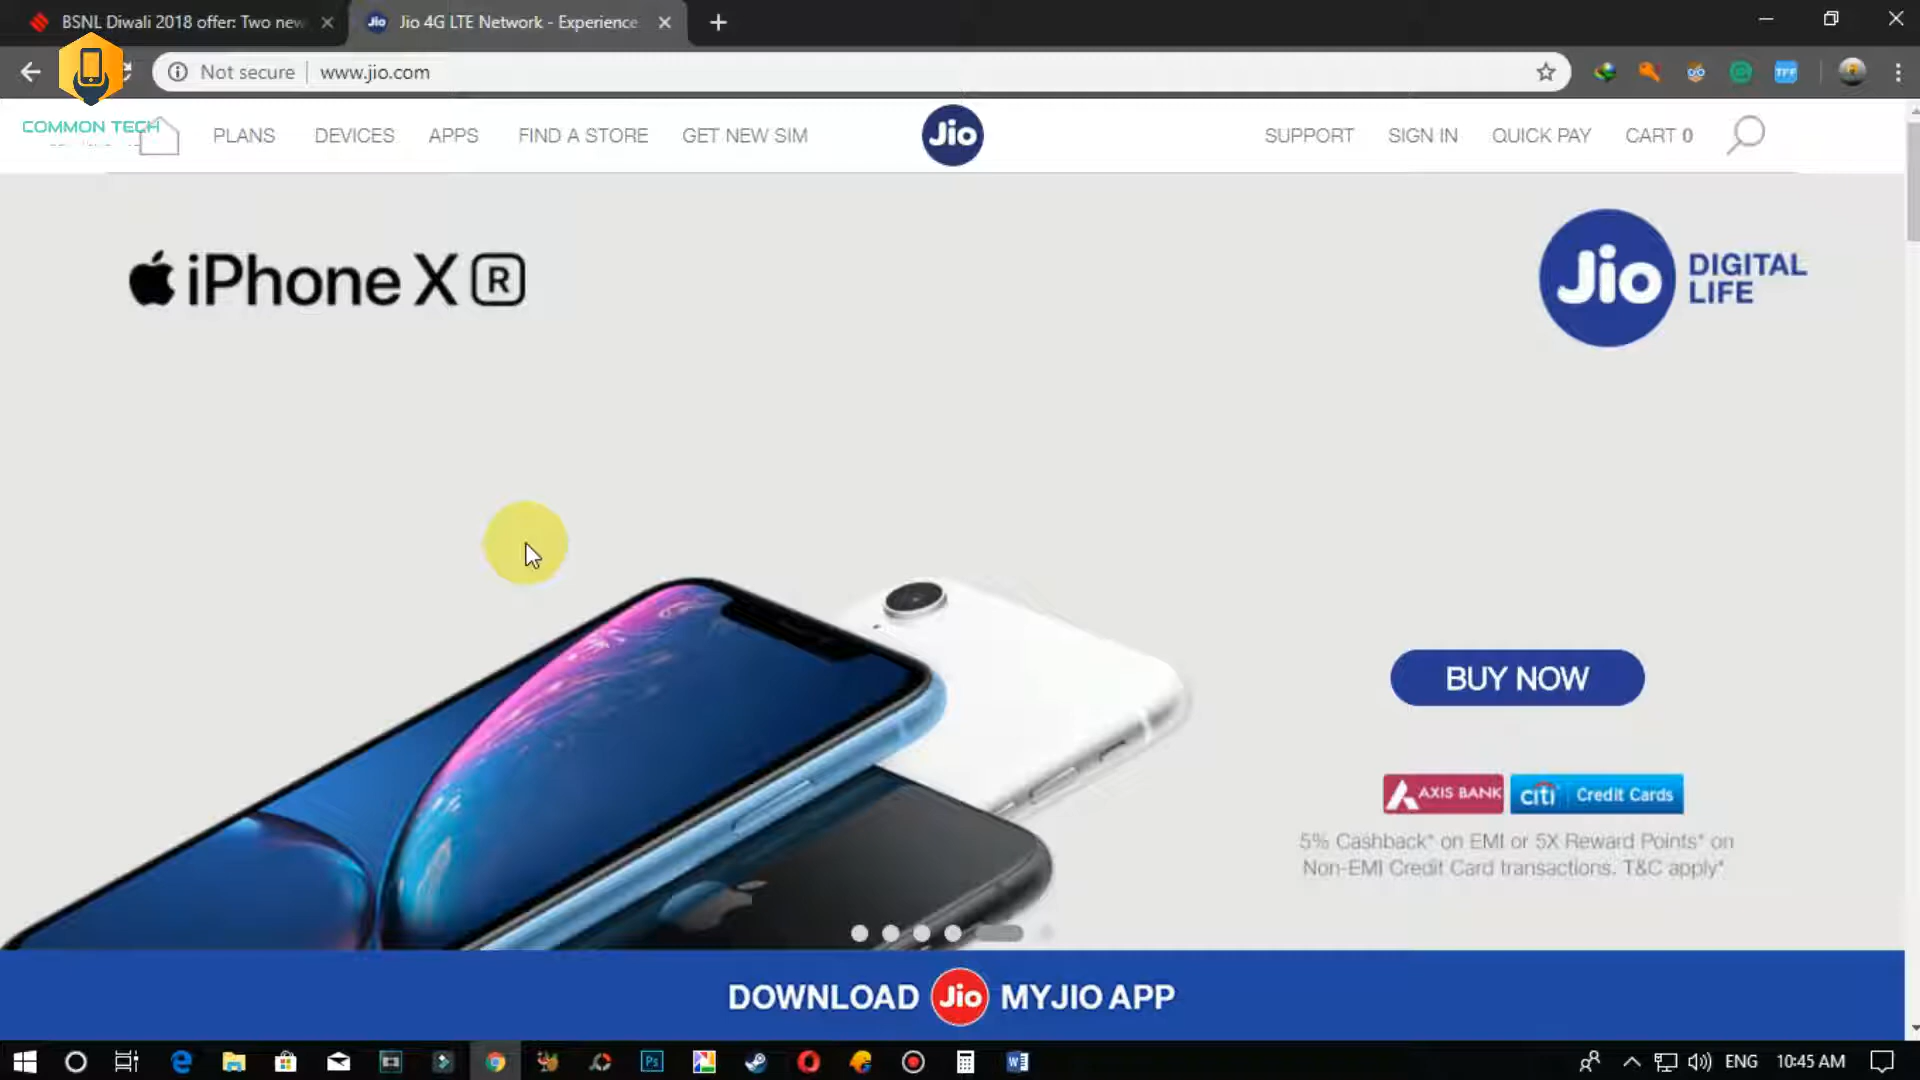 BSNL Diwali 2018 offer: Two new
Jio Jio 4G LTE Network - Experience
Not secure www.jio.com
TFF
COMMON TECH
PLANS DEVICES APPS FIND A STORE GET NEW SIM Jio SUPPORT SIGN IN QUICK PAY CART 0
iPhone XR
Jio DIGITAL LIFE
BUY NOW
AXIS BANK citi Credit Cards
5% Cashback* on EMI or 5X Reward Points* on
Non-EMI Credit Card transactions. T&C apply*
DOWNLOAD Jio MYJIO APP
Ps
ENG 10:45 AM